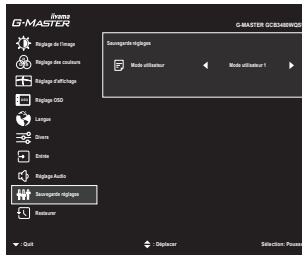 iiyama
G-MASTER
G-MASTER GCB3480WQS
Réglage de l'image
Réglage des couleurs
Réglage d'affichage
Réglage OSD
Langue
Divers
Entrée
Réglage Audio
Sauvegarde réglages
Restaurer
Sauvegarde réglages
Mode utilisateur
Mode utilisateur 1
: Quit
: Déplacer
Sélection: Pousse